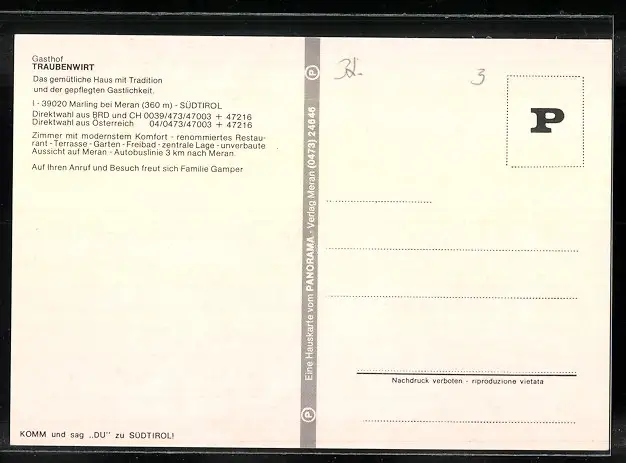 Gasthof
TRAUBENWIRT
Das gemütliche Haus mit Tradition
und der gepflegten Gastlichkeit.
I - 39020 Marling bei Meran (360 m) - SÜDTIROL
Direktwahl aus BRD und CH 0039/473/47003 + 47216
Direktwahl aus Österreich 04/0473/47003 + 47216
Zimmer mit modernstem Komfort - renommiertes Restau-
rant - Terrasse - Garten - Freibad - zentrale Lage - unverbaute
Aussicht auf Meran - Autobuslinie 3 km nach Meran.
Auf Ihren Anruf und Besuch freut sich Familie Gamper
KOMM und sag „DU" zu SÜDTIROL!
P
Eine Hauskarte vom PANORAMA - Verlag Meran (0473) 24646
P
3
P
Nachdruck verboten - riproduzione vietata